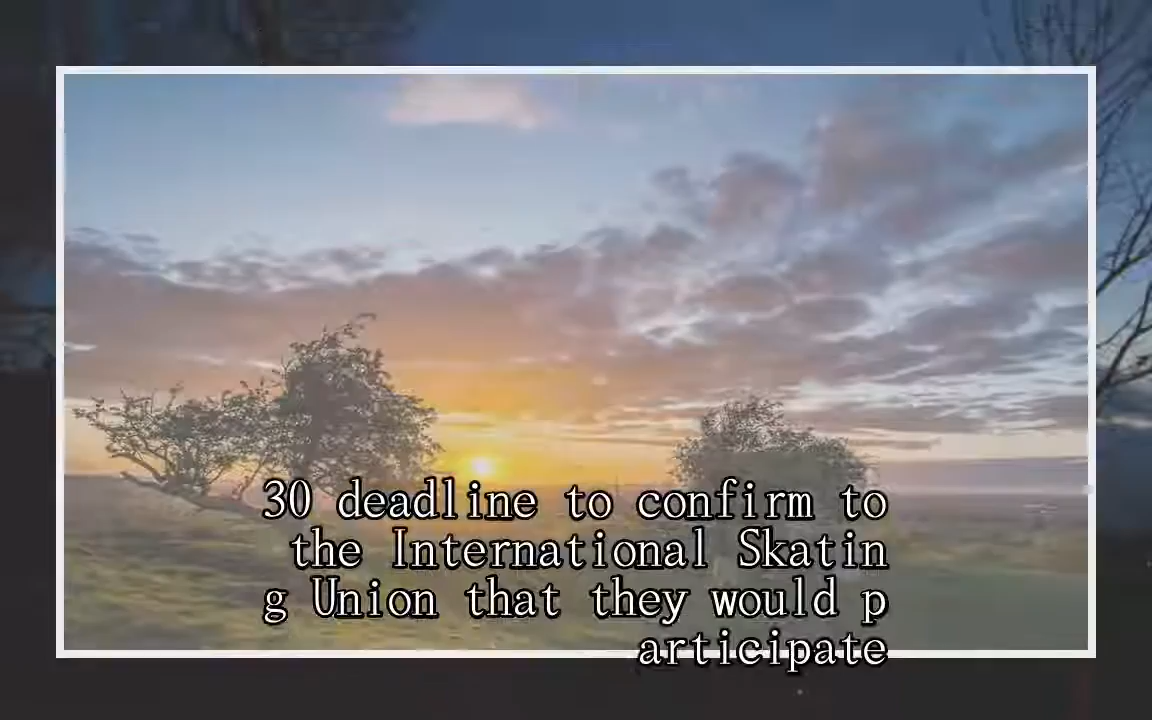 30 deadline to confirm to
the International Skatin
g Union that they would p
articipate